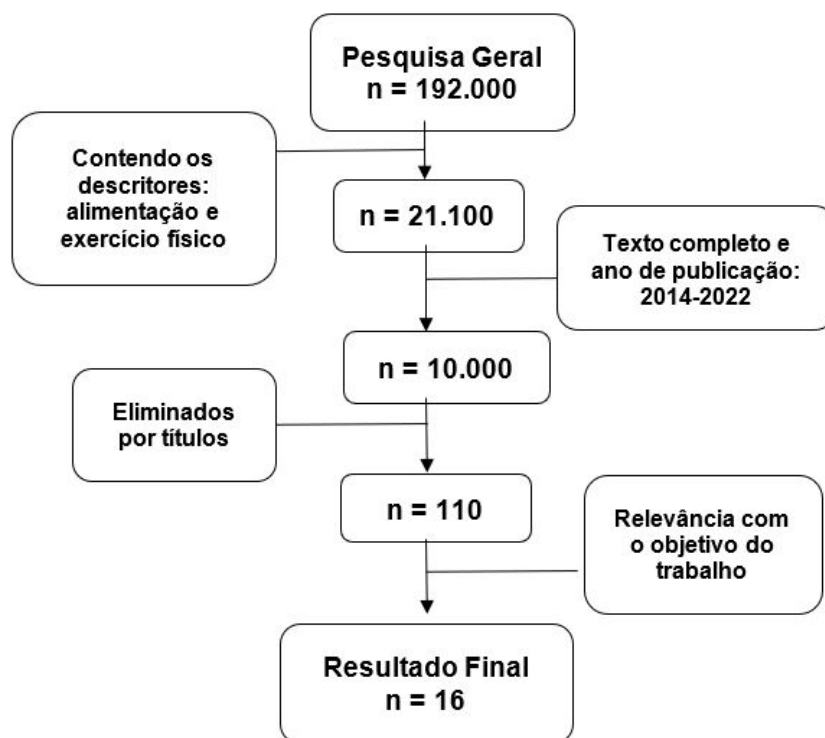 Pesquisa Geral
n = 192.000
Contendo os
descritores:
alimentação e
exercício físico
n = 21.100
Texto completo e
ano de publicação:
2014-2022
n = 10.000
Eliminados
por títulos
n = 110
Relevância com
o objetivo do
trabalho
Resultado Final
n = 16